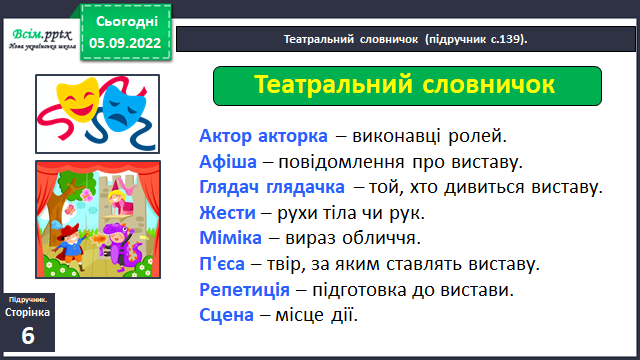 Всім.pptx
Нова українська школа
Сьогодні
05.09.2022
Театральний словничок (підручник с.139).
Театральний словничок
Актор акторка – виконавці ролей.
Афіша – повідомлення про виставу.
Глядач глядачка – той, хто дивиться виставу.
Жести – рухи тіла чи рук.
Міміка – вираз обличчя.
П'єса – твір, за яким ставлять виставу.
Репетиція – підготовка до вистави.
Сцена – місце дії.
Підручник.
Сторінка
6